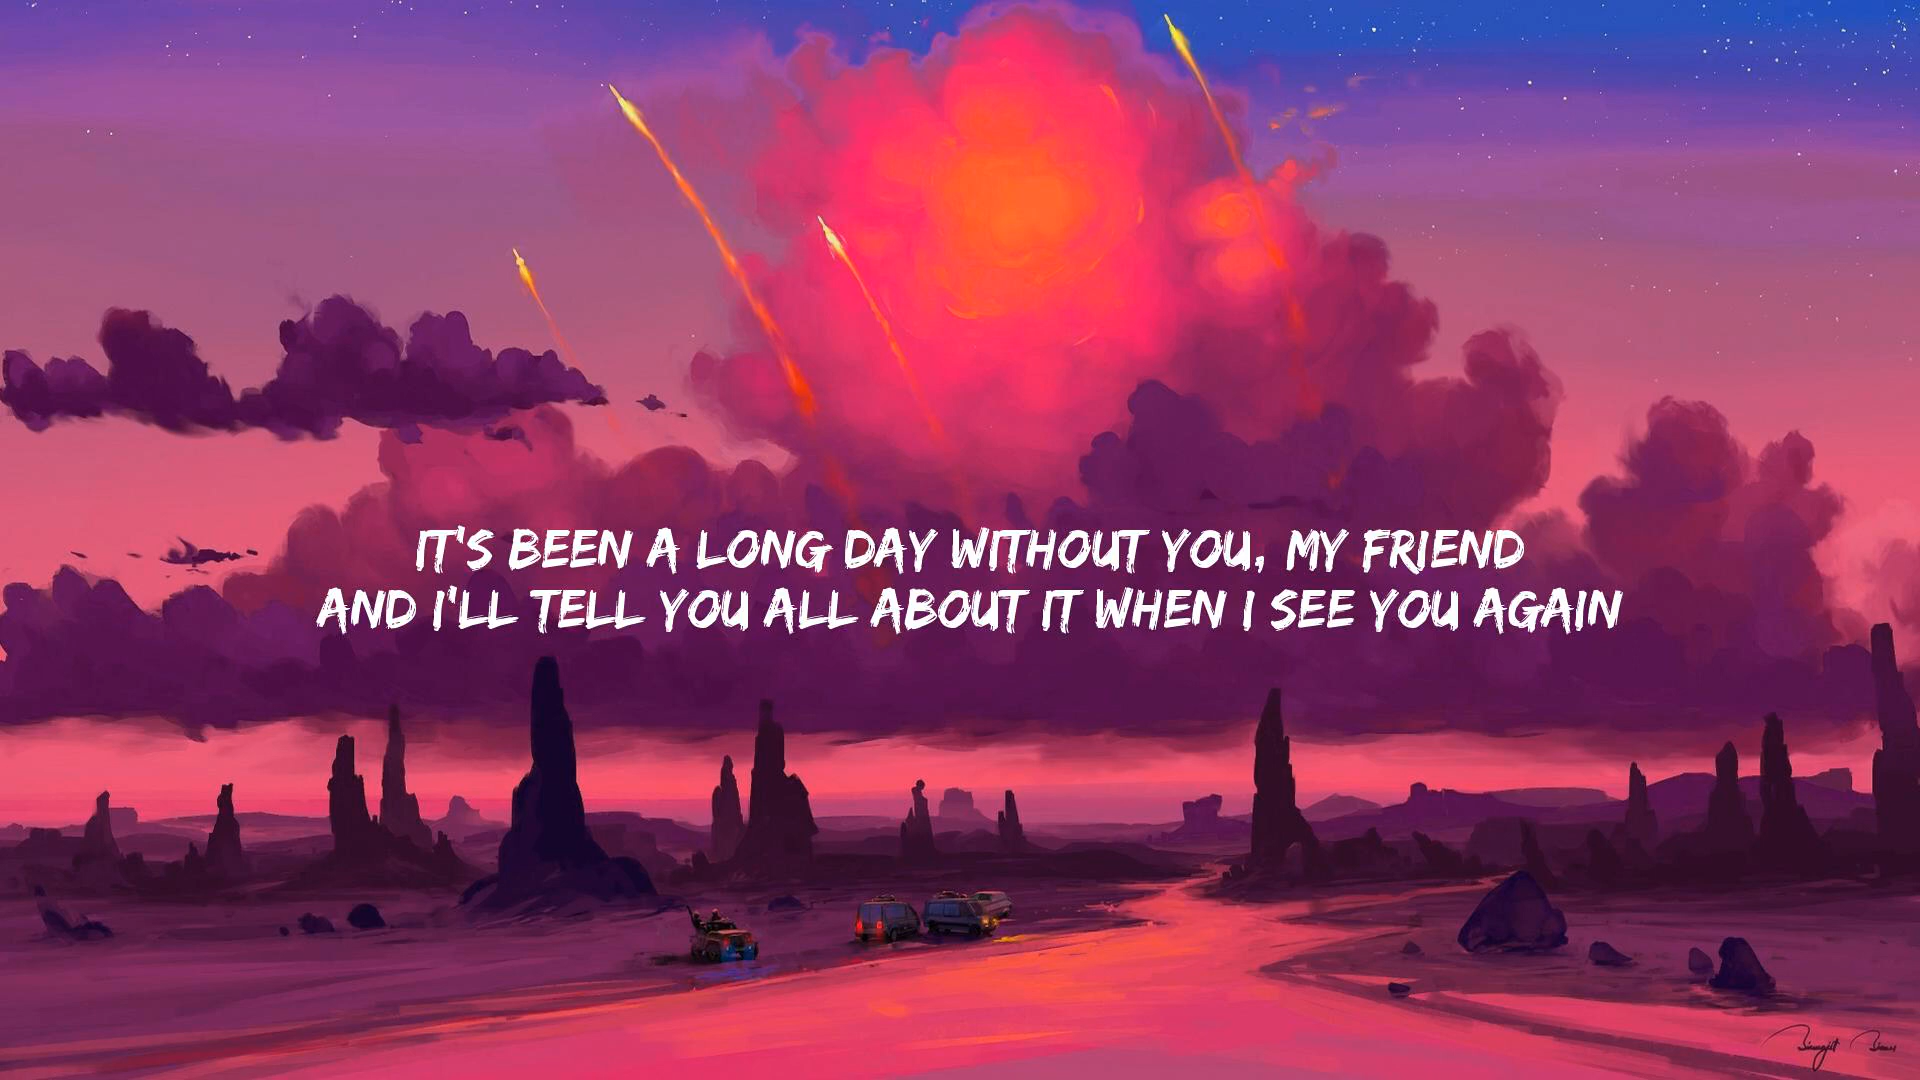 IT'S BEEN A LONG DAY WITHOUT YOU, MY FRIEND
AND I'LL TELL YOU ALL ABOUT IT WHEN I SEE YOU AGAIN